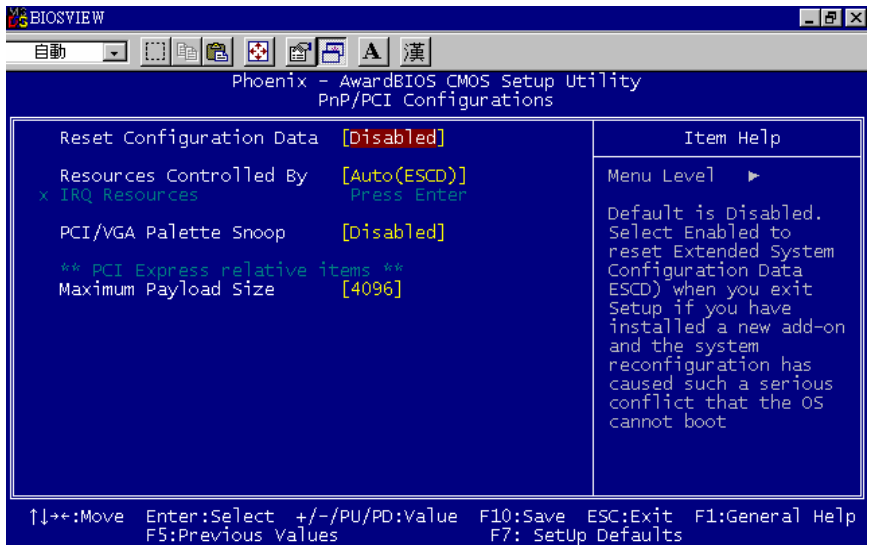 BIOSVIEW
自動
A 漢
Phoenix - AwardBIOS CMOS Setup Utility
PnP/PCI Configurations
Reset Configuration Data [Disabled]
Resources Controlled By [Auto(ESCD)]
x IRQ Resources Press Enter
PCI/VGA Palette Snoop [Disabled]
** PCI Express relative items **
Maximum Payload Size [4096]
Item Help
Menu Level ►
Default is Disabled.
Select Enabled to
reset Extended System
Configuration Data
ESCD) when you exit
Setup if you have
installed a new add-on
and the system
reconfiguration has
caused such a serious
conflict that the OS
cannot boot
↑↓→←:Move Enter:Select +/-/PU/PD:Value F10:Save ESC:Exit F1:General Help
F5:Previous Values F7: SetUp Defaults